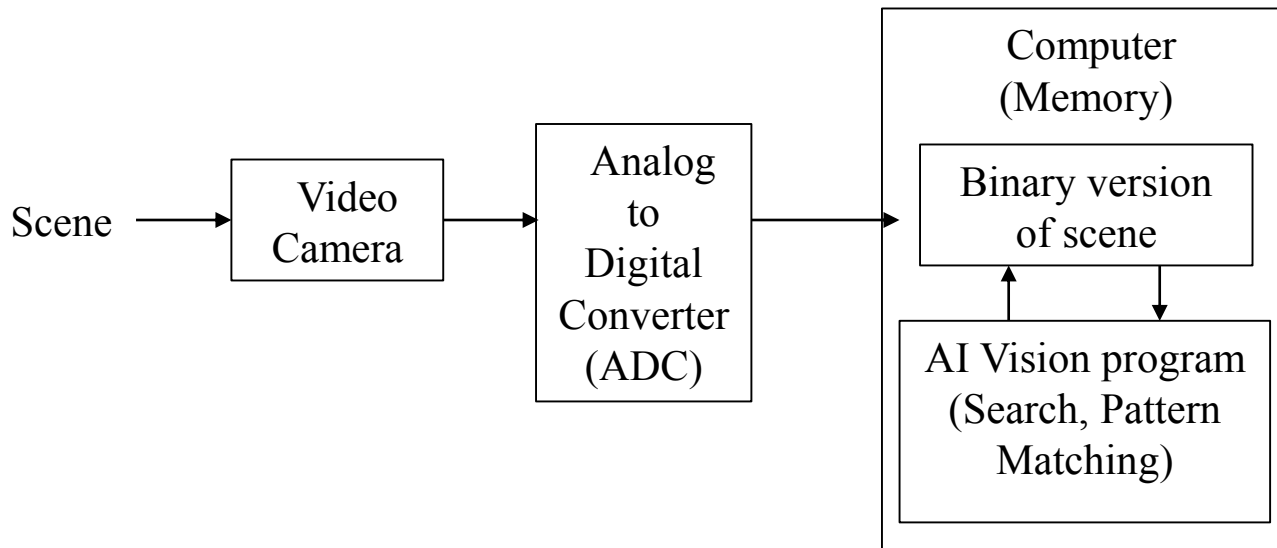 Scene
Video
Camera
Analog
to
Digital
Converter
(ADC)
Computer
(Memory)
Binary version
of scene
AI Vision program
(Search, Pattern
Matching)